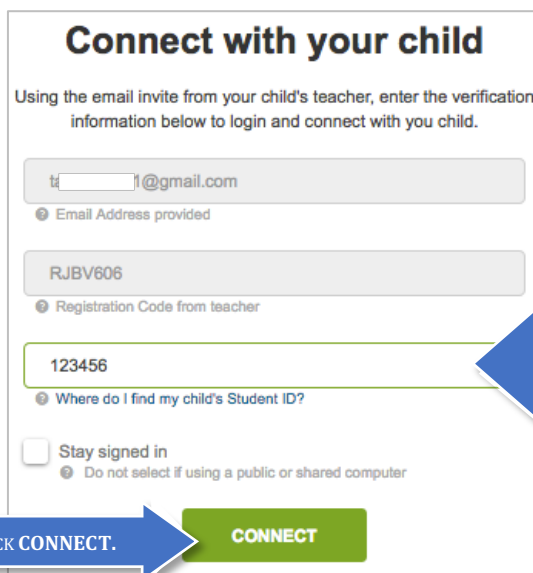 Connect with your child
Using the email invite from your child's teacher, enter the verification
information below to login and connect with you child.
1@gmail.com
Email Address provided
RJBV606
Registration Code from teacher
123456
Where do I find my child's Student ID?
Stay signed in
Do not select if using a public or shared computer
CONNECT.
CONNECT